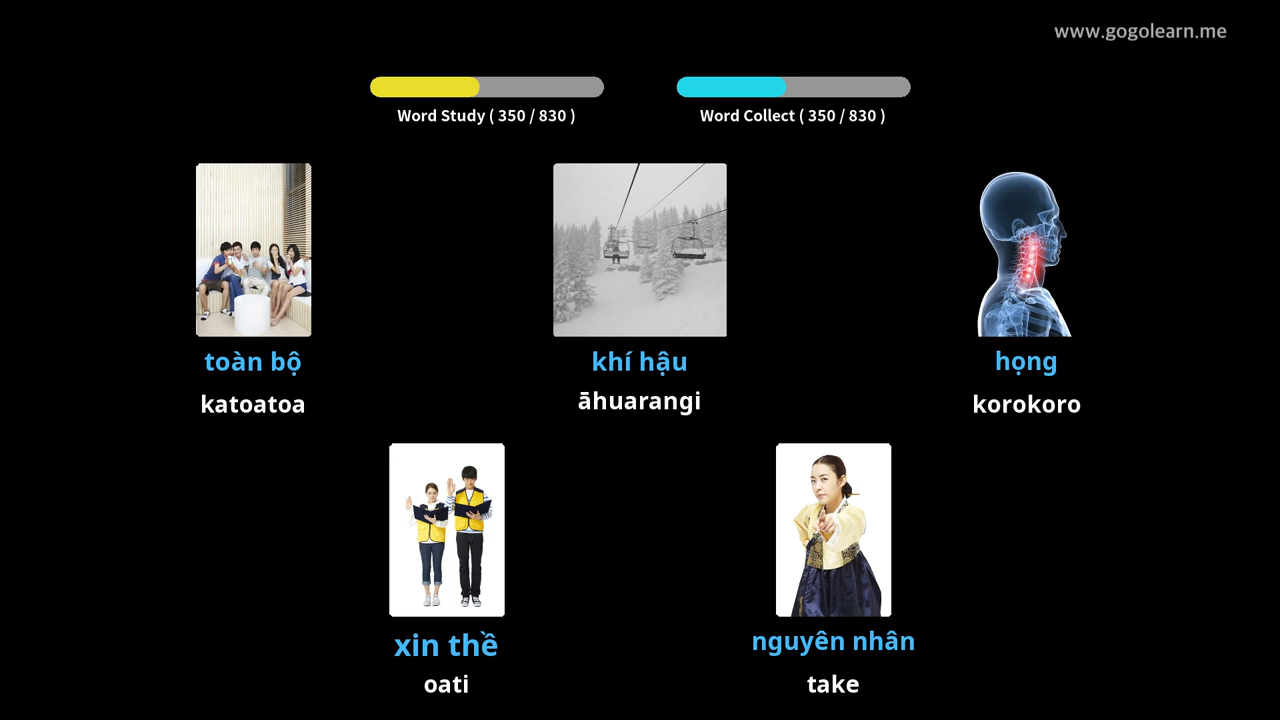 www.gogolearn.me
Word Study ( 350 / 830 )
Word Collect ( 350 / 830 )
toàn bộ
katoatoa
khí hậu
āhuarangi
họng
korokoro
xin thề
oati
nguyên nhân
take